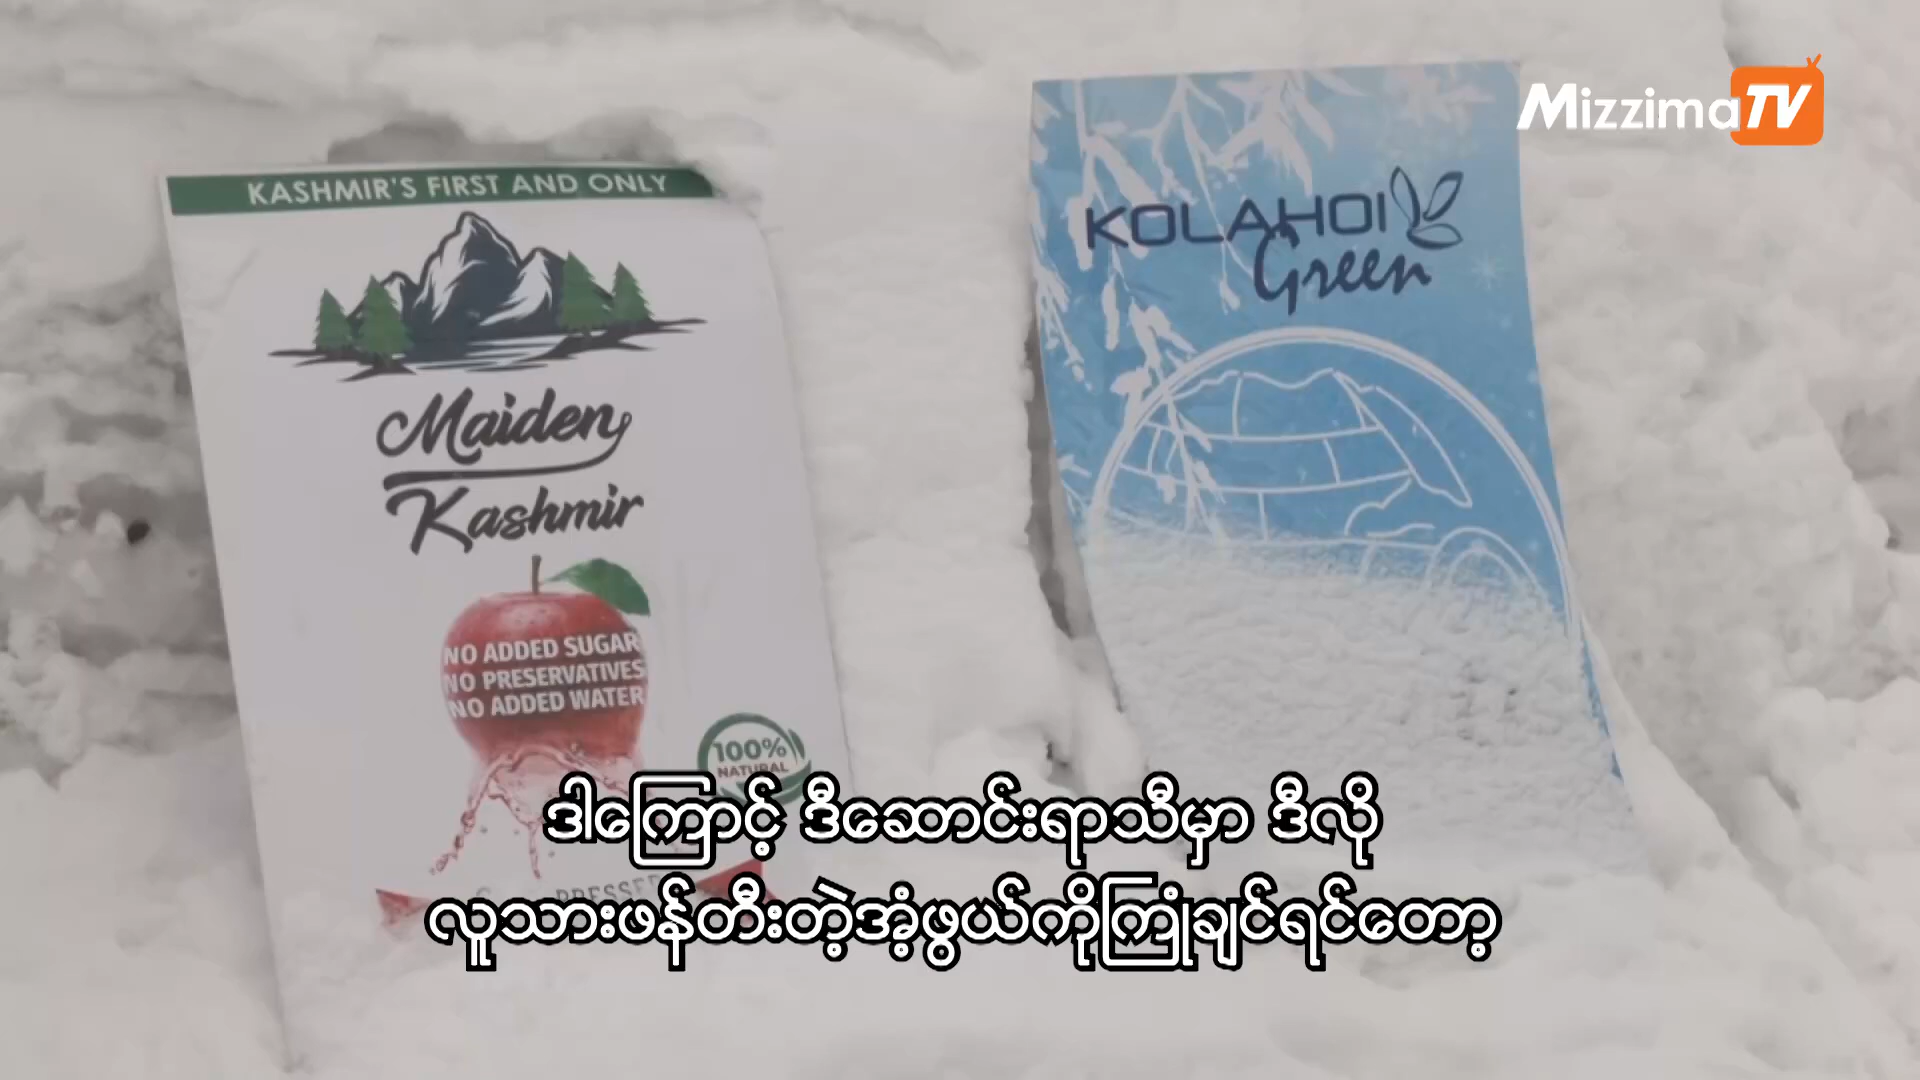 MizzimaTV
KASHMIR'S FIRST AND ONLY
Maiden
Kashmir
NO ADDED SUGAR
NO PRESERVATIVES
NO ADDED WATER
100%
NATURAL
KOLAHOI
Green
ဒါကြောင့် ဒီဆောင်းရာသီမှာ ဒီလို
လူသားဖန်တီးတဲ့အံ့ဖွယ်ကိုကြုံချင်ရင်တော့